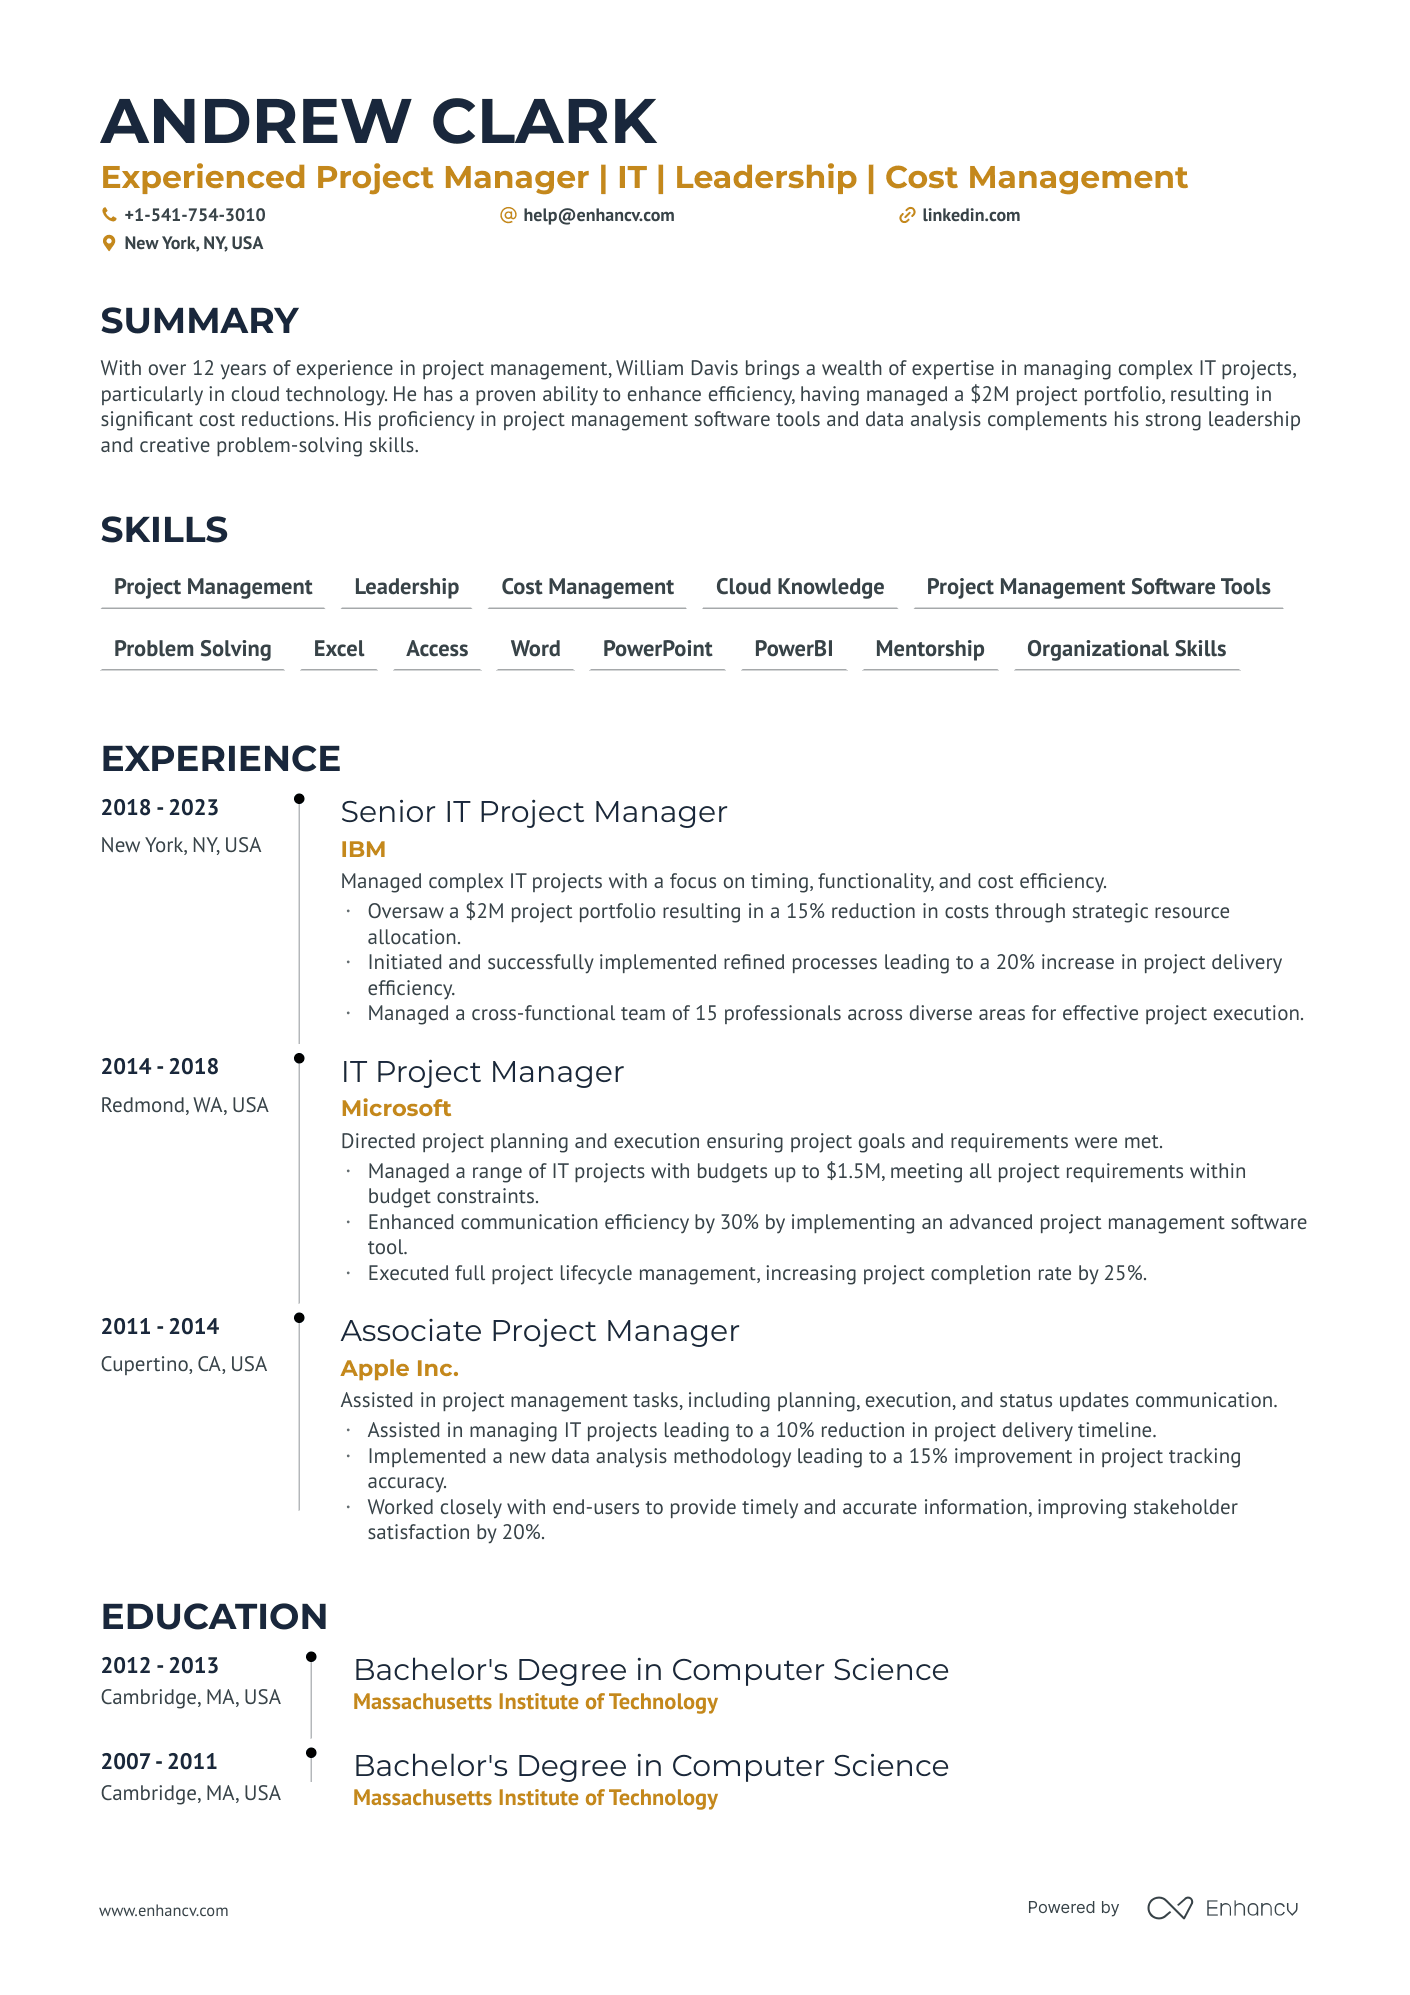 ANDREW CLARK
Experienced Project Manager | IT | Leadership | Cost Management
+1-541-754-3010 help@enhancv.com linkedin.com
New York, NY, USA
SUMMARY
With over 12 years of experience in project management, William Davis brings a wealth of expertise in managing complex IT projects,
particularly in cloud technology. He has a proven ability to enhance efficiency, having managed a $2M project portfolio, resulting in
significant cost reductions. His proficiency in project management software tools and data analysis complements his strong leadership
and creative problem-solving skills.
SKILLS
Project Management Leadership Cost Management Cloud Knowledge Project Management Software Tools
Problem Solving Excel Access Word PowerPoint PowerBI Mentorship Organizational Skills
EXPERIENCE
2018 - 2023
New York, NY, USA
Senior IT Project Manager
IBM
Managed complex IT projects with a focus on timing, functionality, and cost efficiency.
· Oversaw a $2M project portfolio resulting in a 15% reduction in costs through strategic resource
allocation.
· Initiated and successfully implemented refined processes leading to a 20% increase in project delivery
efficiency.
· Managed a cross-functional team of 15 professionals across diverse areas for effective project execution.
2014 - 2018
Redmond, WA, USA
IT Project Manager
Microsoft
Directed project planning and execution ensuring project goals and requirements were met.
· Managed a range of IT projects with budgets up to $1.5M, meeting all project requirements within
budget constraints.
· Enhanced communication efficiency by 30% by implementing an advanced project management software
tool.
· Executed full project lifecycle management, increasing project completion rate by 25%.
2011 - 2014
Cupertino, CA, USA
Associate Project Manager
Apple Inc.
Assisted in project management tasks, including planning, execution, and status updates communication.
· Assisted in managing IT projects leading to a 10% reduction in project delivery timeline.
· Implemented a new data analysis methodology leading to a 15% improvement in project tracking
accuracy.
· Worked closely with end-users to provide timely and accurate information, improving stakeholder
satisfaction by 20%.
EDUCATION
2012 - 2013
Cambridge, MA, USA
Bachelor's Degree in Computer Science
Massachusetts Institute of Technology
2007 - 2011
Cambridge, MA, USA
Bachelor's Degree in Computer Science
Massachusetts Institute of Technology
www.enhancv.com
Powered by Enhancv